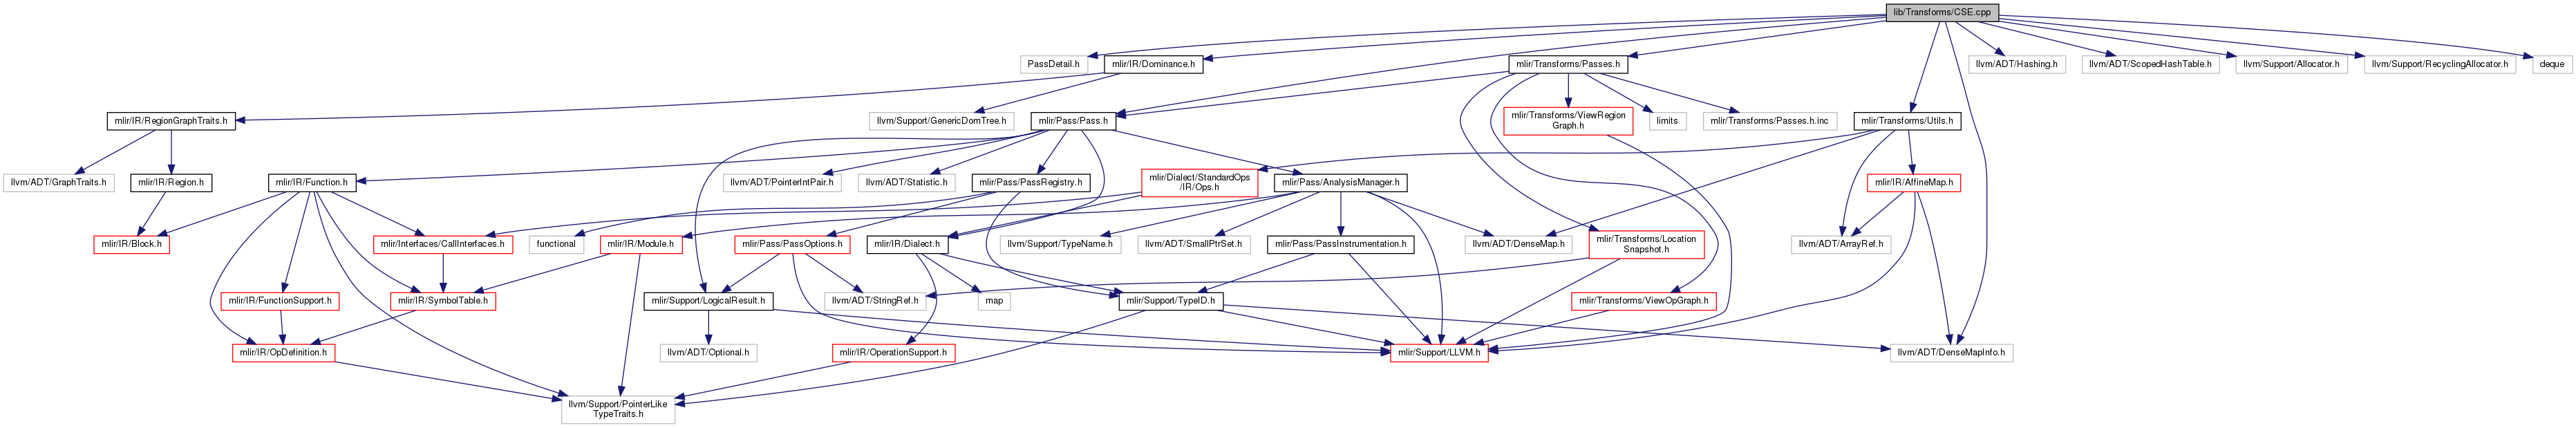 lib/Transforms/CSE.cpp
PassDetail.h
mlir/IR/Dominance.h
mlir/Transforms/Passes.h
llvm/ADT/Hashing.h
llvm/ADT/ScopedHashTable.h
llvm/Support/Allocator.h
llvm/Support/RecyclingAllocator.h
deque
mlir/IR/RegionGraphTraits.h
llvm/Support/GenericDomTree.h
mlir/Pass/Pass.h
mlir/Transforms/ViewRegion
Graph.h
limits
mlir/Transforms/Passes.h.inc
mlir/Transforms/Utils.h
llvm/ADT/GraphTraits.h
mlir/IR/Region.h
mlir/IR/Function.h
llvm/ADT/PointerIntPair.h
llvm/ADT/Statistic.h
mlir/Pass/PassRegistry.h
mlir/Dialect/StandardOps
/IR/Ops.h
mlir/Pass/AnalysisManager.h
mlir/IR/AffineMap.h
mlir/IR/Block.h
mlir/Interfaces/CallInterfaces.h
functional
mlir/IR/Module.h
mlir/Pass/PassOptions.h
mlir/IR/Dialect.h
llvm/Support/TypeName.h
llvm/ADT/SmallPtrSet.h
mlir/Pass/PassInstrumentation.h
llvm/ADT/DenseMap.h
mlir/Transforms/Location
Snapshot.h
llvm/ADT/ArrayRef.h
mlir/IR/FunctionSupport.h
mlir/IR/SymbolTable.h
mlir/Support/LogicalResult.h
llvm/ADT/StringRef.h
map
mlir/Support/TypeID.h
mlir/Transforms/ViewOpGraph.h
mlir/IR/OpDefinition.h
llvm/ADT/Optional.h
mlir/IR/OperationSupport.h
mlir/Support/LLVM.h
llvm/ADT/DenseMapInfo.h
llvm/Support/PointerLike
TypeTraits.h